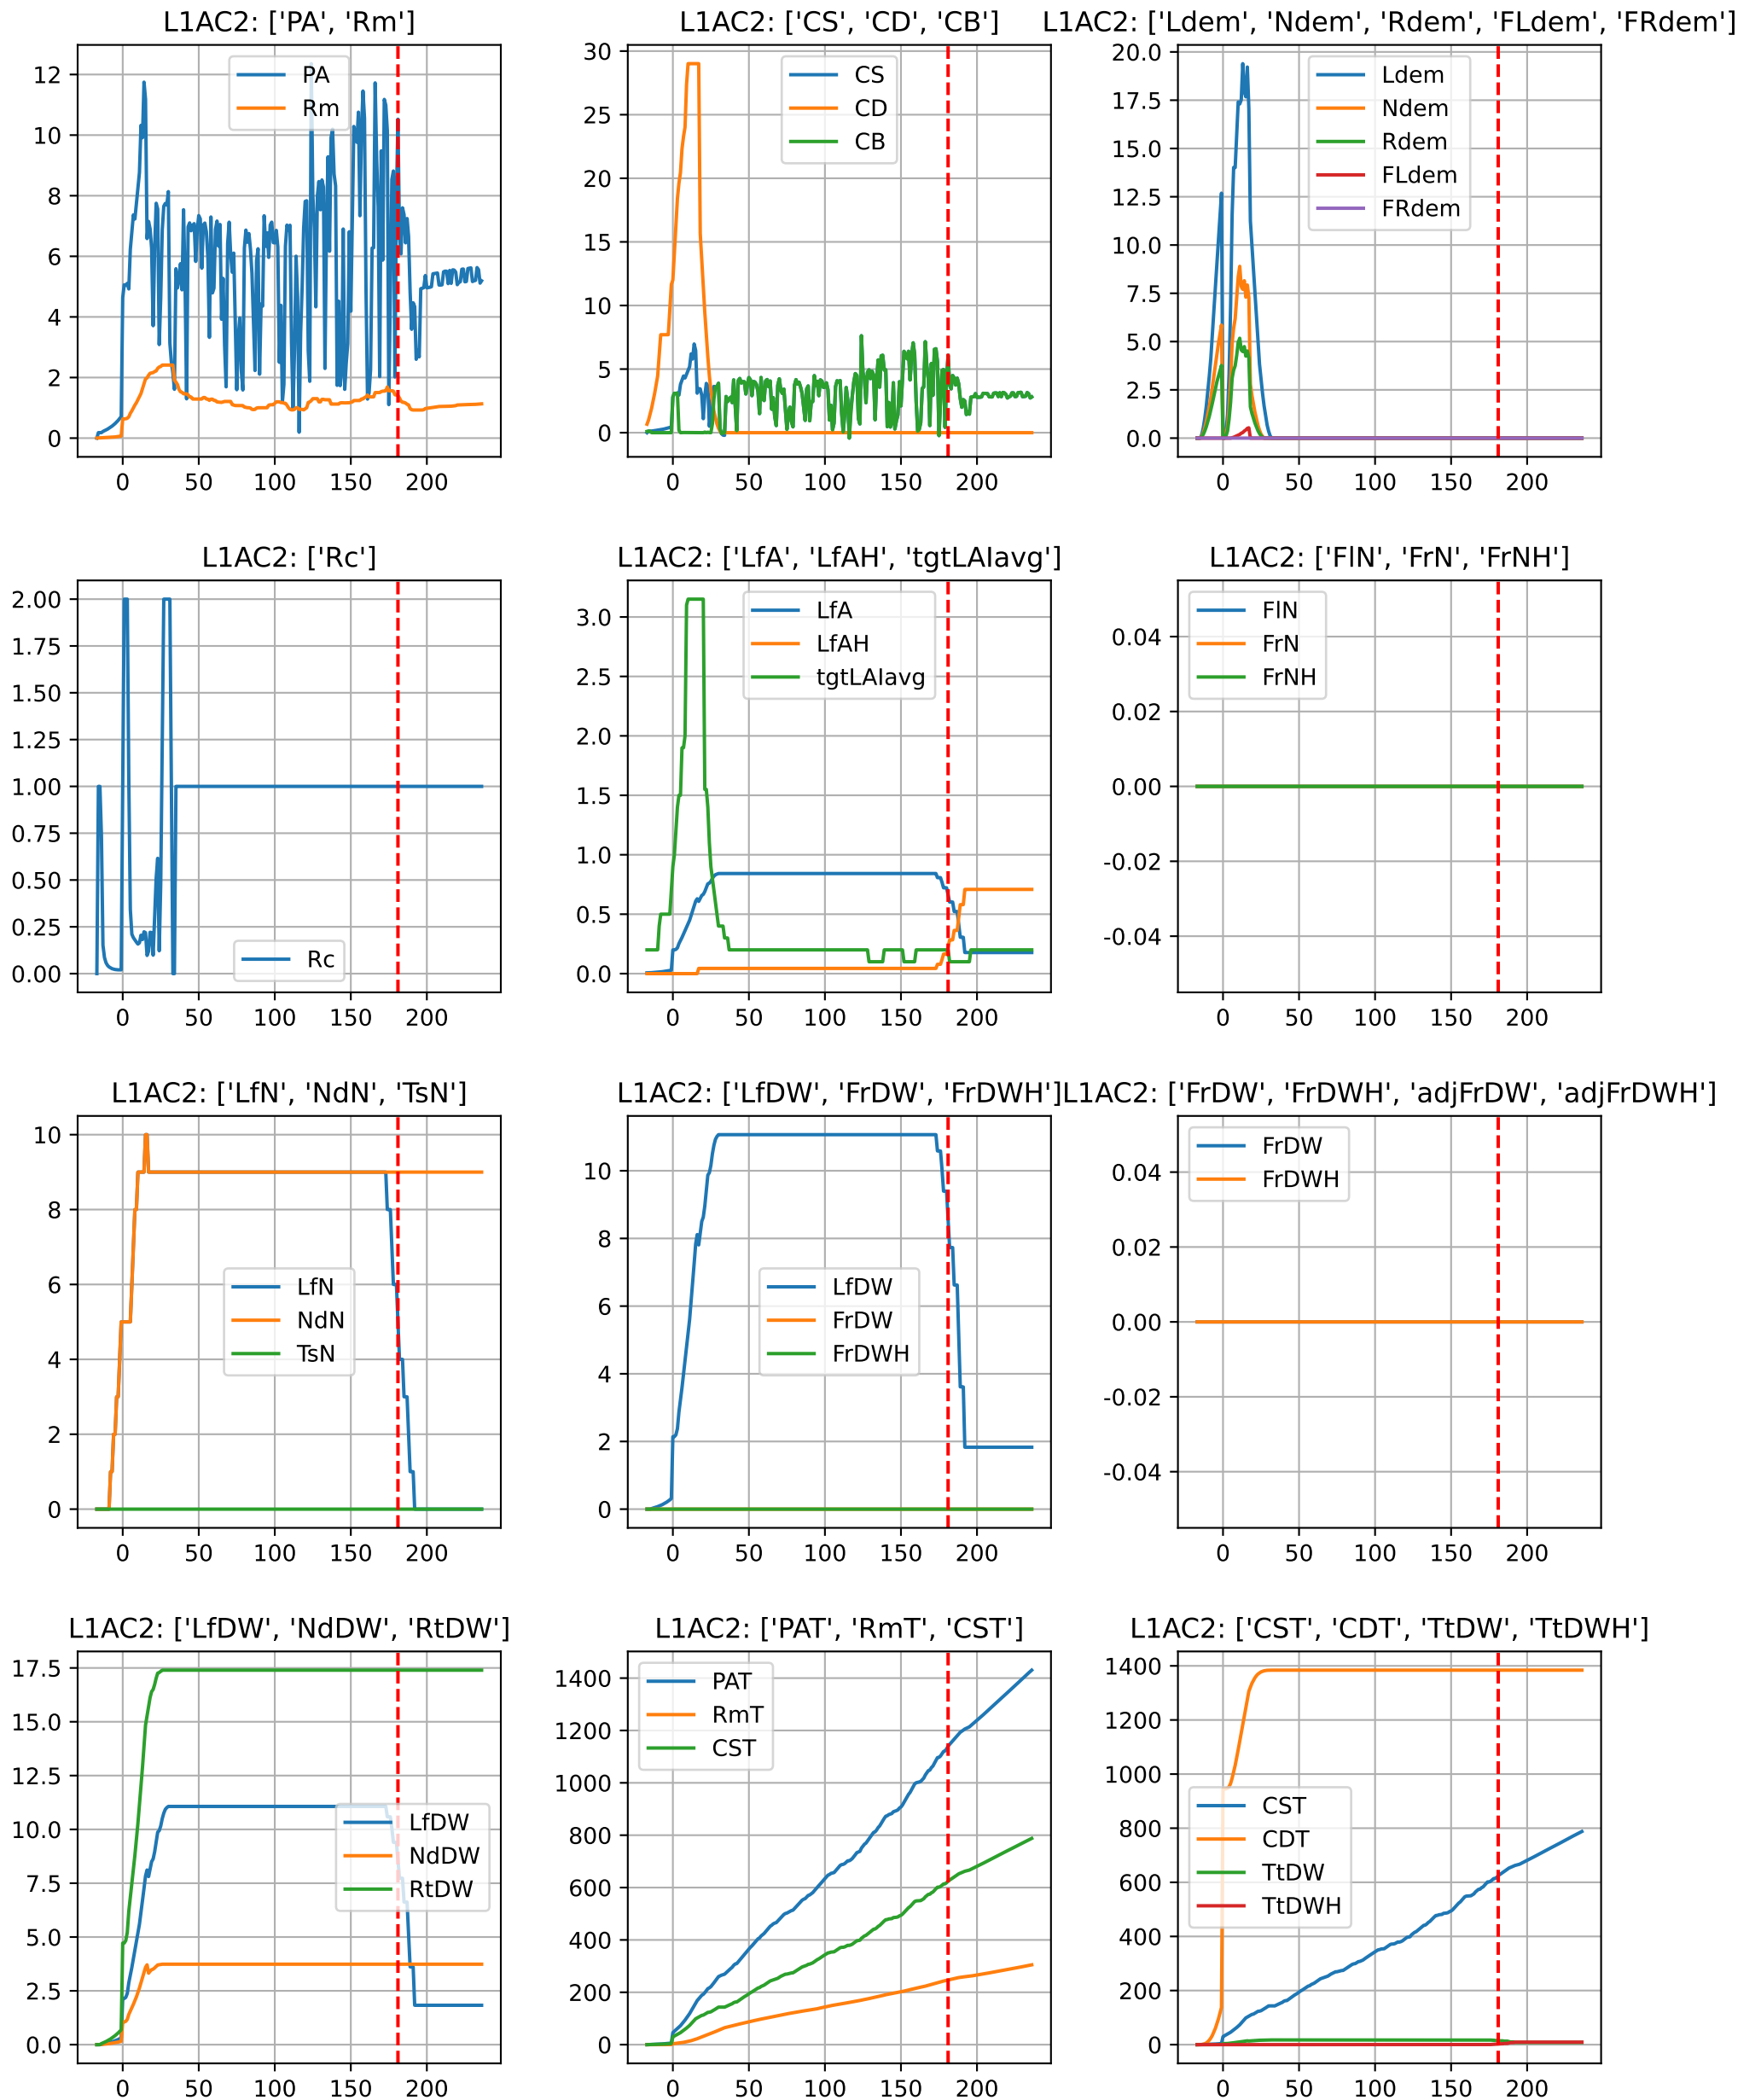 L1AC2: ['PA', 'Rm']
PA
Rm
12
10
8
6
4
2
0
0 50 100 150 200
L1AC2: ['CS', 'CD', 'CB']
CS
CD
CB
30
25
20
15
10
5
0
0 50 100 150 200
L1AC2: ['Ldem', 'Ndem', 'Rdem', 'FLdem', 'FRdem']
Ldem
Ndem
Rdem
FLdem
FRdem
20.0
17.5
15.0
12.5
10.0
7.5
5.0
2.5
0.0
0 50 100 150 200
L1AC2: ['Rc']
2.00
1.75
1.50
1.25
1.00
0.75
0.50
0.25
0.00
Rc
0 50 100 150 200
L1AC2: ['LfA', 'LfAH', 'tgtLAIavg']
LfA
LfAH
tgtLAIavg
3.0
2.5
2.0
1.5
1.0
0.5
0.0
0 50 100 150 200
L1AC2: ['FlN', 'FrN', 'FrNH']
FlN
FrN
FrNH
0.04
0.02
0.00
-0.02
-0.04
0 50 100 150 200
L1AC2: ['LfN', 'NdN', 'TsN']
10
8
6
4
2
0
LfN
NdN
TsN
0 50 100 150 200
L1AC2: ['LfDW', 'FrDW', 'FrDWH']
10
8
6
4
2
0
LfDW
FrDW
FrDWH
0 50 100 150 200
L1AC2: ['FrDW', 'FrDWH', 'adjFrDW', 'adjFrDWH']
FrDW
FrDWH
0.04
0.02
0.00
-0.02
-0.04
0 50 100 150 200
L1AC2: ['LfDW', 'NdDW', 'RtDW']
17.5
15.0
12.5
10.0
7.5
5.0
2.5
0.0
LfDW
NdDW
RtDW
0 50 100 150 200
L1AC2: ['PAT', 'RmT', 'CST']
PAT
RmT
CST
1400
1200
1000
800
600
400
200
0
0 50 100 150 200
L1AC2: ['CST', 'CDT', 'TtDW', 'TtDWH']
1400
1200
1000
800
600
400
200
0
CST
CDT
TtDW
TtDWH
0 50 100 150 200